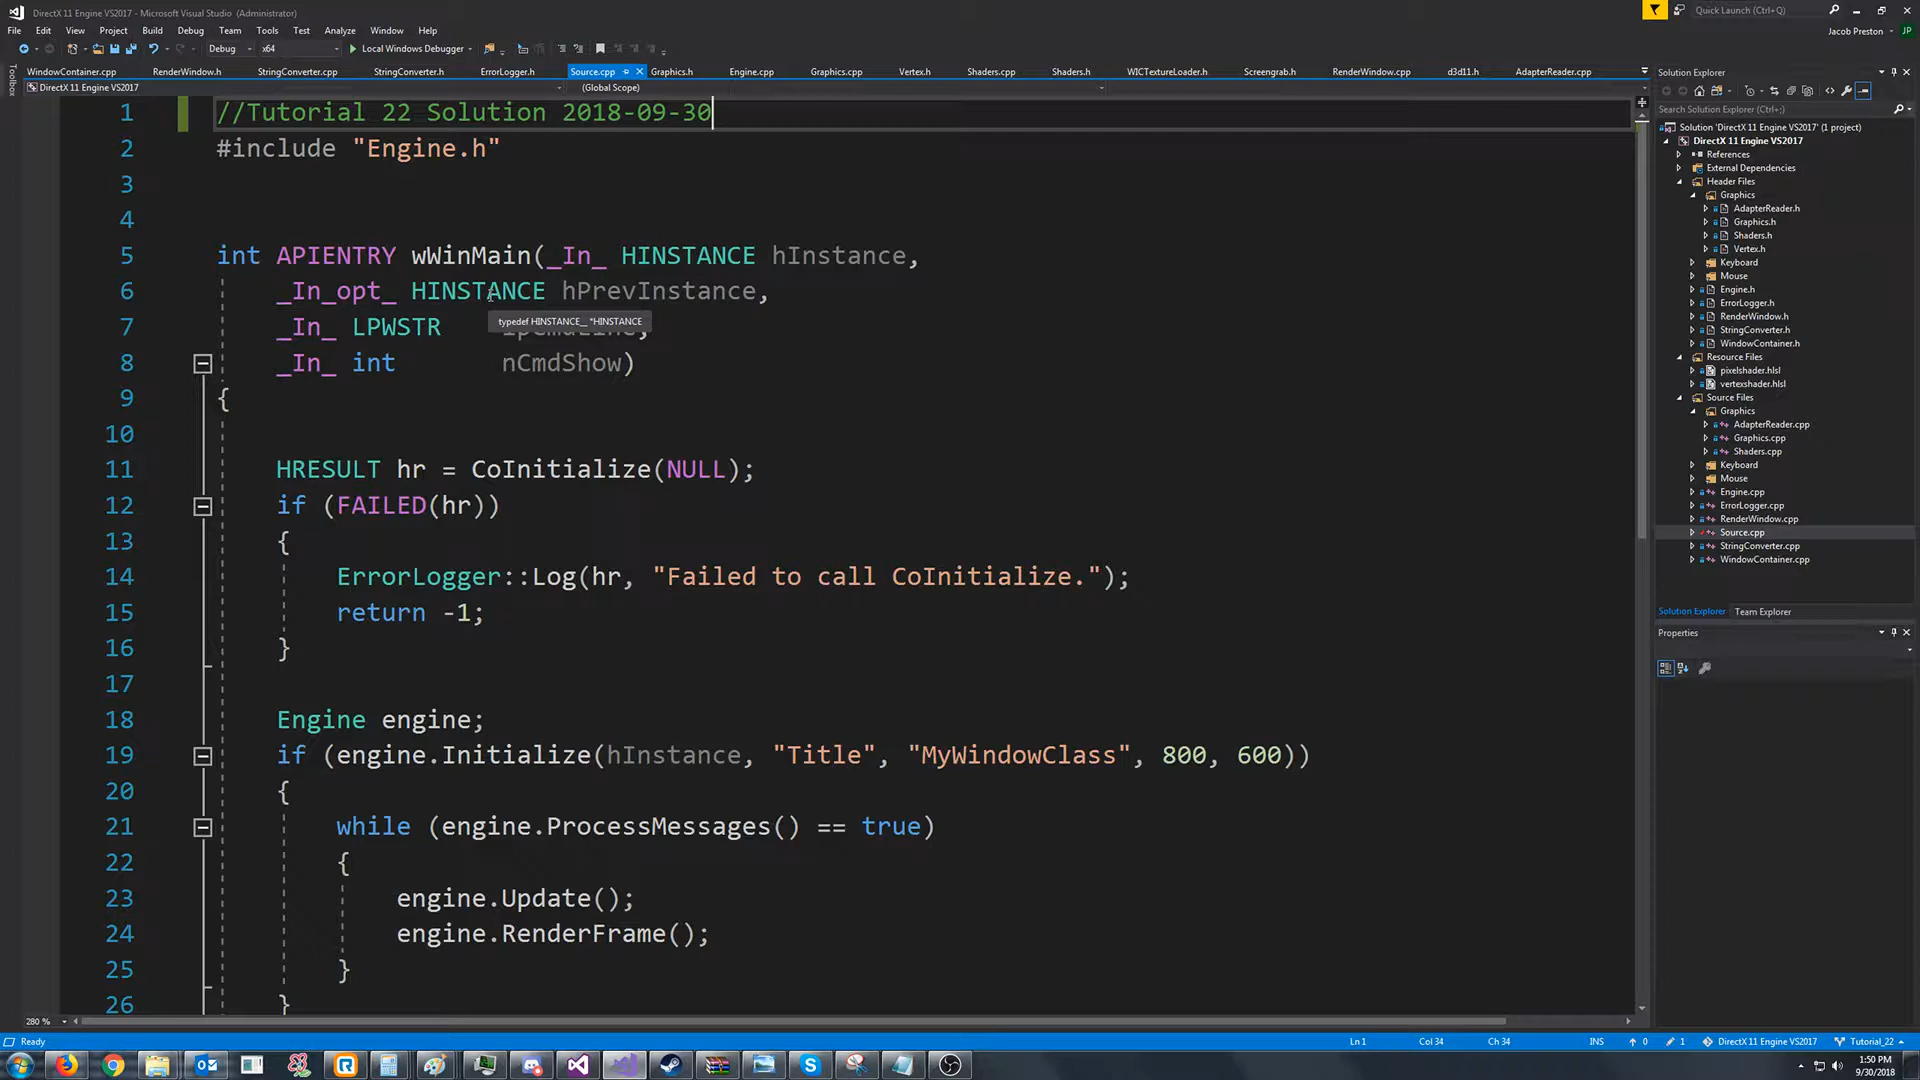 DirectX 11 Engine VS2017 - Microsoft Visual Studio (Administrator)
Quick Launch (Ctrl+Q)
File Edit View Project Build Debug Team Tools Test Analyze Window Help
Jacob Preston JP
Debug x64 Local Windows Debugger
Toolbox
WindowContainer.cpp RenderWindow.h StringConverter.cpp StringConverter.h ErrorLogger.h Source.cpp Graphics.h Engine.cpp Graphics.cpp Vertex.h Shaders.cpp Shaders.h WICTextureLoader.h Screengrab.h RenderWindow.cpp d3d11.h AdapterReader.cpp
DirectX 11 Engine VS2017 (Global Scope)
1 //Tutorial 22 Solution 2018-09-30
2 #include "Engine.h"
3
4
5 int APIENTRY wWinMain(_In_ HINSTANCE hInstance,
6 _In_opt_ HINSTANCE hPrevInstance,
typedef HINSTANCE__ *HINSTANCE
7 _In_ LPWSTR
8 _In_ int nCmdShow)
9 {
10
11 HRESULT hr = CoInitialize(NULL);
12 if (FAILED(hr))
13 {
14 ErrorLogger::Log(hr, "Failed to call CoInitialize.");
15 return -1;
16 }
17
18 Engine engine;
19 if (engine.Initialize(hInstance, "Title", "MyWindowClass", 800, 600))
20 {
21 while (engine.ProcessMessages() == true)
22 {
23 engine.Update();
24 engine.RenderFrame();
25 }
26 }
280 %
Solution Explorer
Search Solution Explorer (Ctrl+;)
Solution 'DirectX 11 Engine VS2017' (1 project)
DirectX 11 Engine VS2017
References
External Dependencies
Header Files
Graphics
AdapterReader.h
Graphics.h
Shaders.h
Vertex.h
Keyboard
Mouse
Engine.h
ErrorLogger.h
RenderWindow.h
StringConverter.h
WindowContainer.h
Resource Files
pixelshader.hlsl
vertexshader.hlsl
Source Files
Graphics
AdapterReader.cpp
Graphics.cpp
Shaders.cpp
Keyboard
Mouse
Engine.cpp
ErrorLogger.cpp
RenderWindow.cpp
Source.cpp
StringConverter.cpp
WindowContainer.cpp
Solution Explorer Team Explorer
Properties
Ready Ln 1 Col 34 Ch 34 INS 0 1 DirectX 11 Engine VS2017 Tutorial_22
1:50 PM
9/30/2018